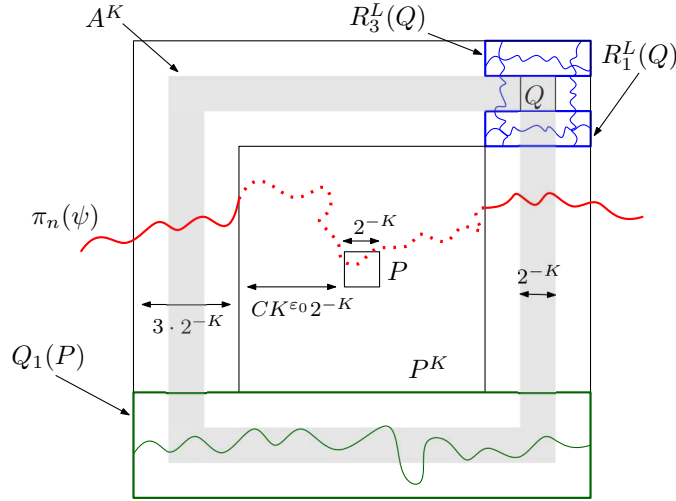 A^K
R_3^L(Q)
R_1^L(Q)
Q
π_n(ψ)
2^{-K}
P
2^{-K}
CK^{ε_0}2^{-K}
3 · 2^{-K}
Q_1(P)
P^K